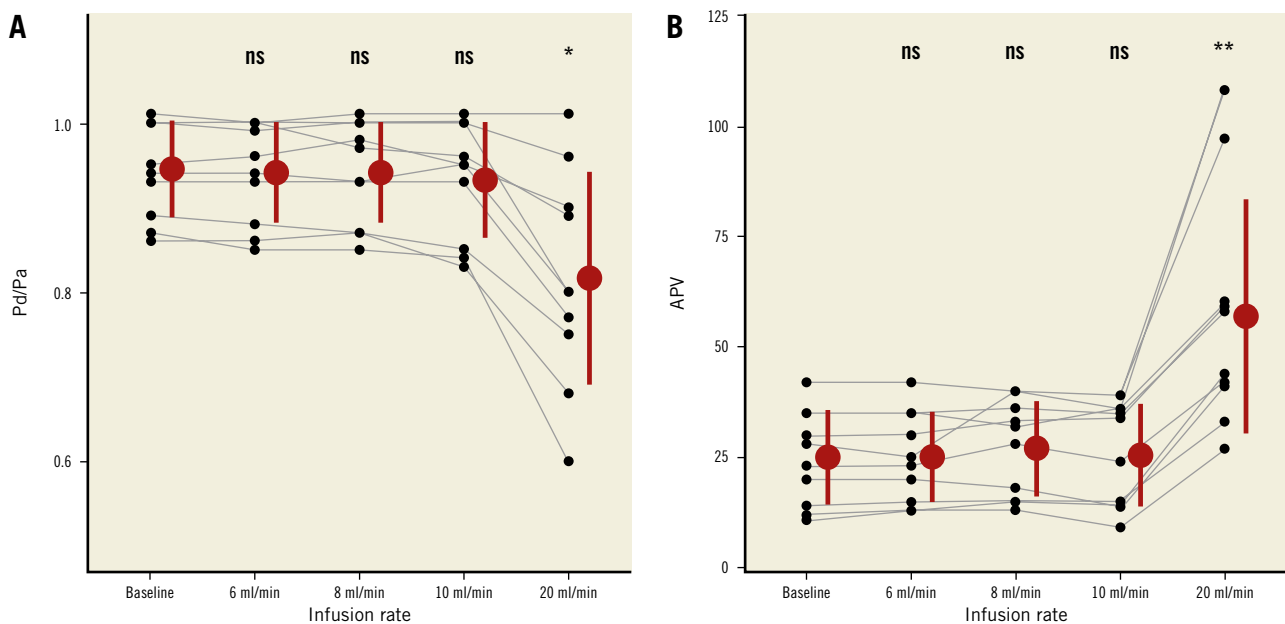 A
ns ns ns *
1.0
0.8
0.6
Pd/Pa
Baseline 6 ml/min 8 ml/min 10 ml/min 20 ml/min
Infusion rate
B
ns ns ns **
125
100
75
50
25
0
APV
Baseline 6 ml/min 8 ml/min 10 ml/min 20 ml/min
Infusion rate